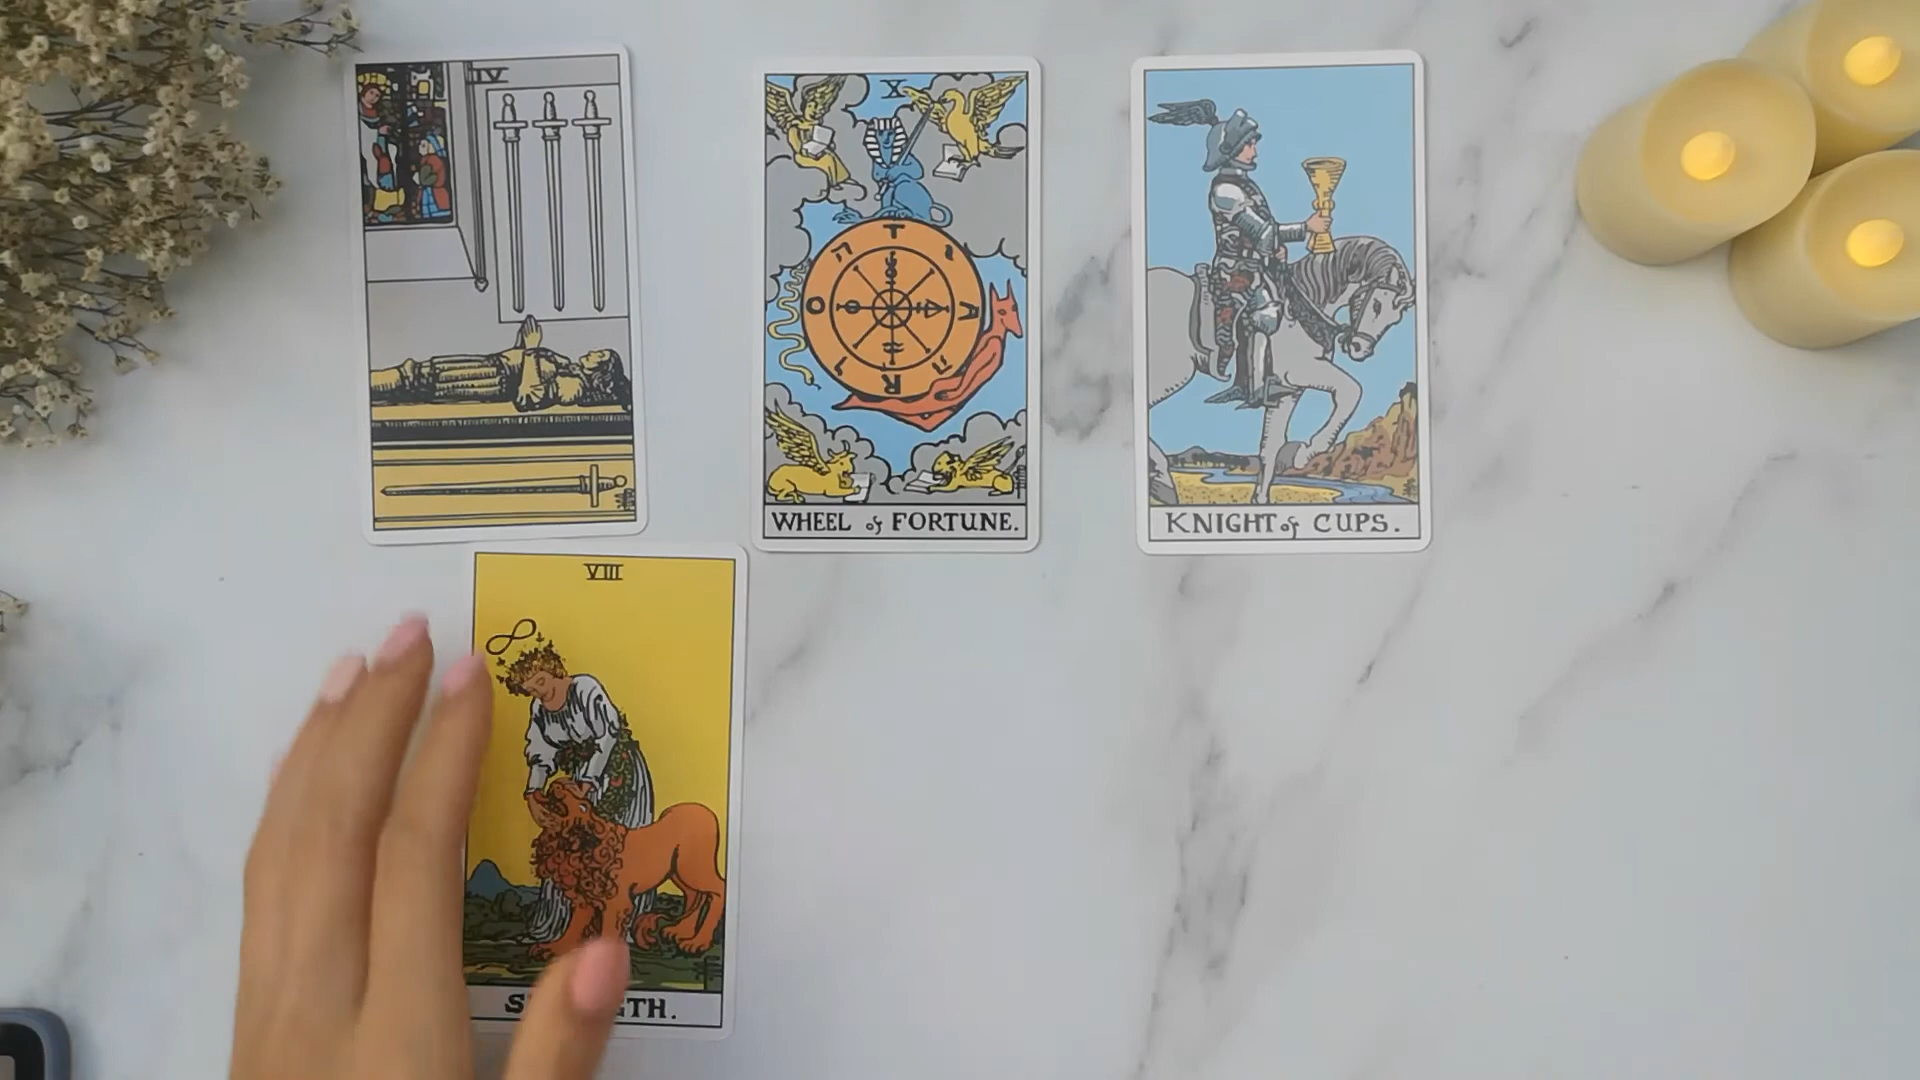 IV
X
WHEEL of FORTUNE.
KNIGHT of CUPS.
VIII